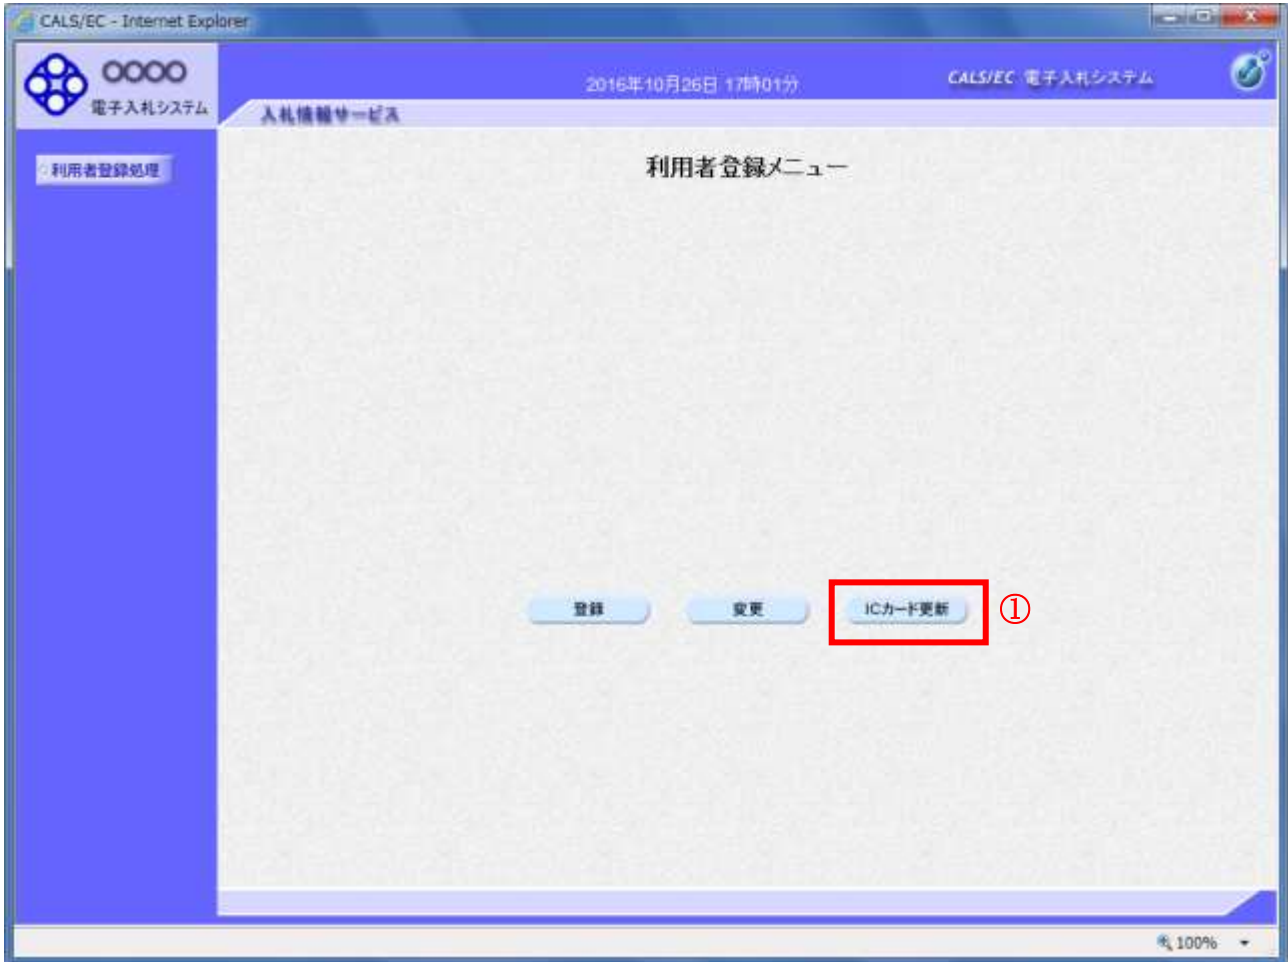 CALS/EC - Internet Explorer
○○○○
電子入札システム
2016年10月26日 17時01分
CALS/EC 電子入札システム
入札情報サービス
利用者登録処理
利用者登録メニュー
登録
変更
ICカード更新
①
100%